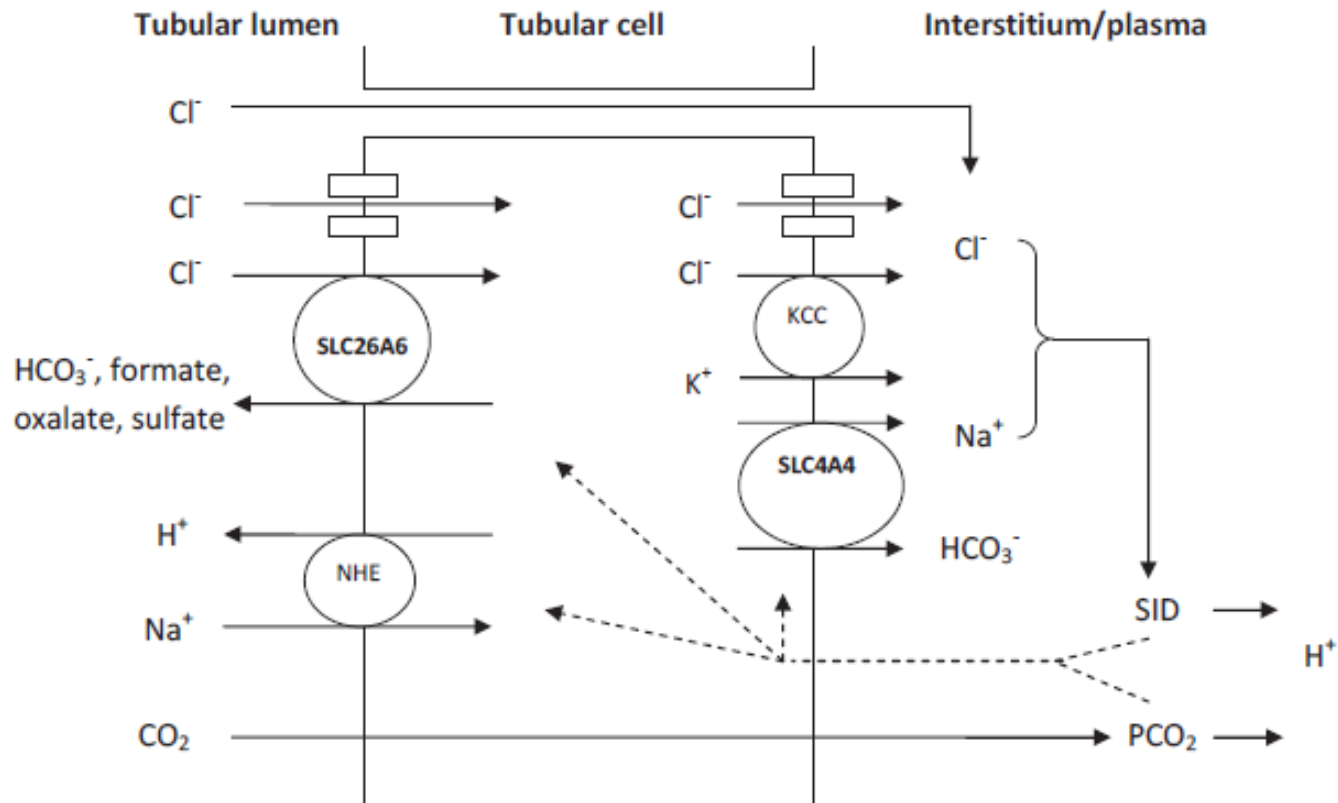 Tubular lumen Tubular cell Interstitium/plasma
Cl⁻
Cl⁻ Cl⁻
Cl⁻
Cl⁻ Cl⁻
KCC
SLC26A6
HCO₃⁻, formate,
oxalate, sulfate
K⁺
Na⁺
SLC4A4
H⁺
HCO₃⁻
NHE
Na⁺
SID
H⁺
CO₂ PCO₂